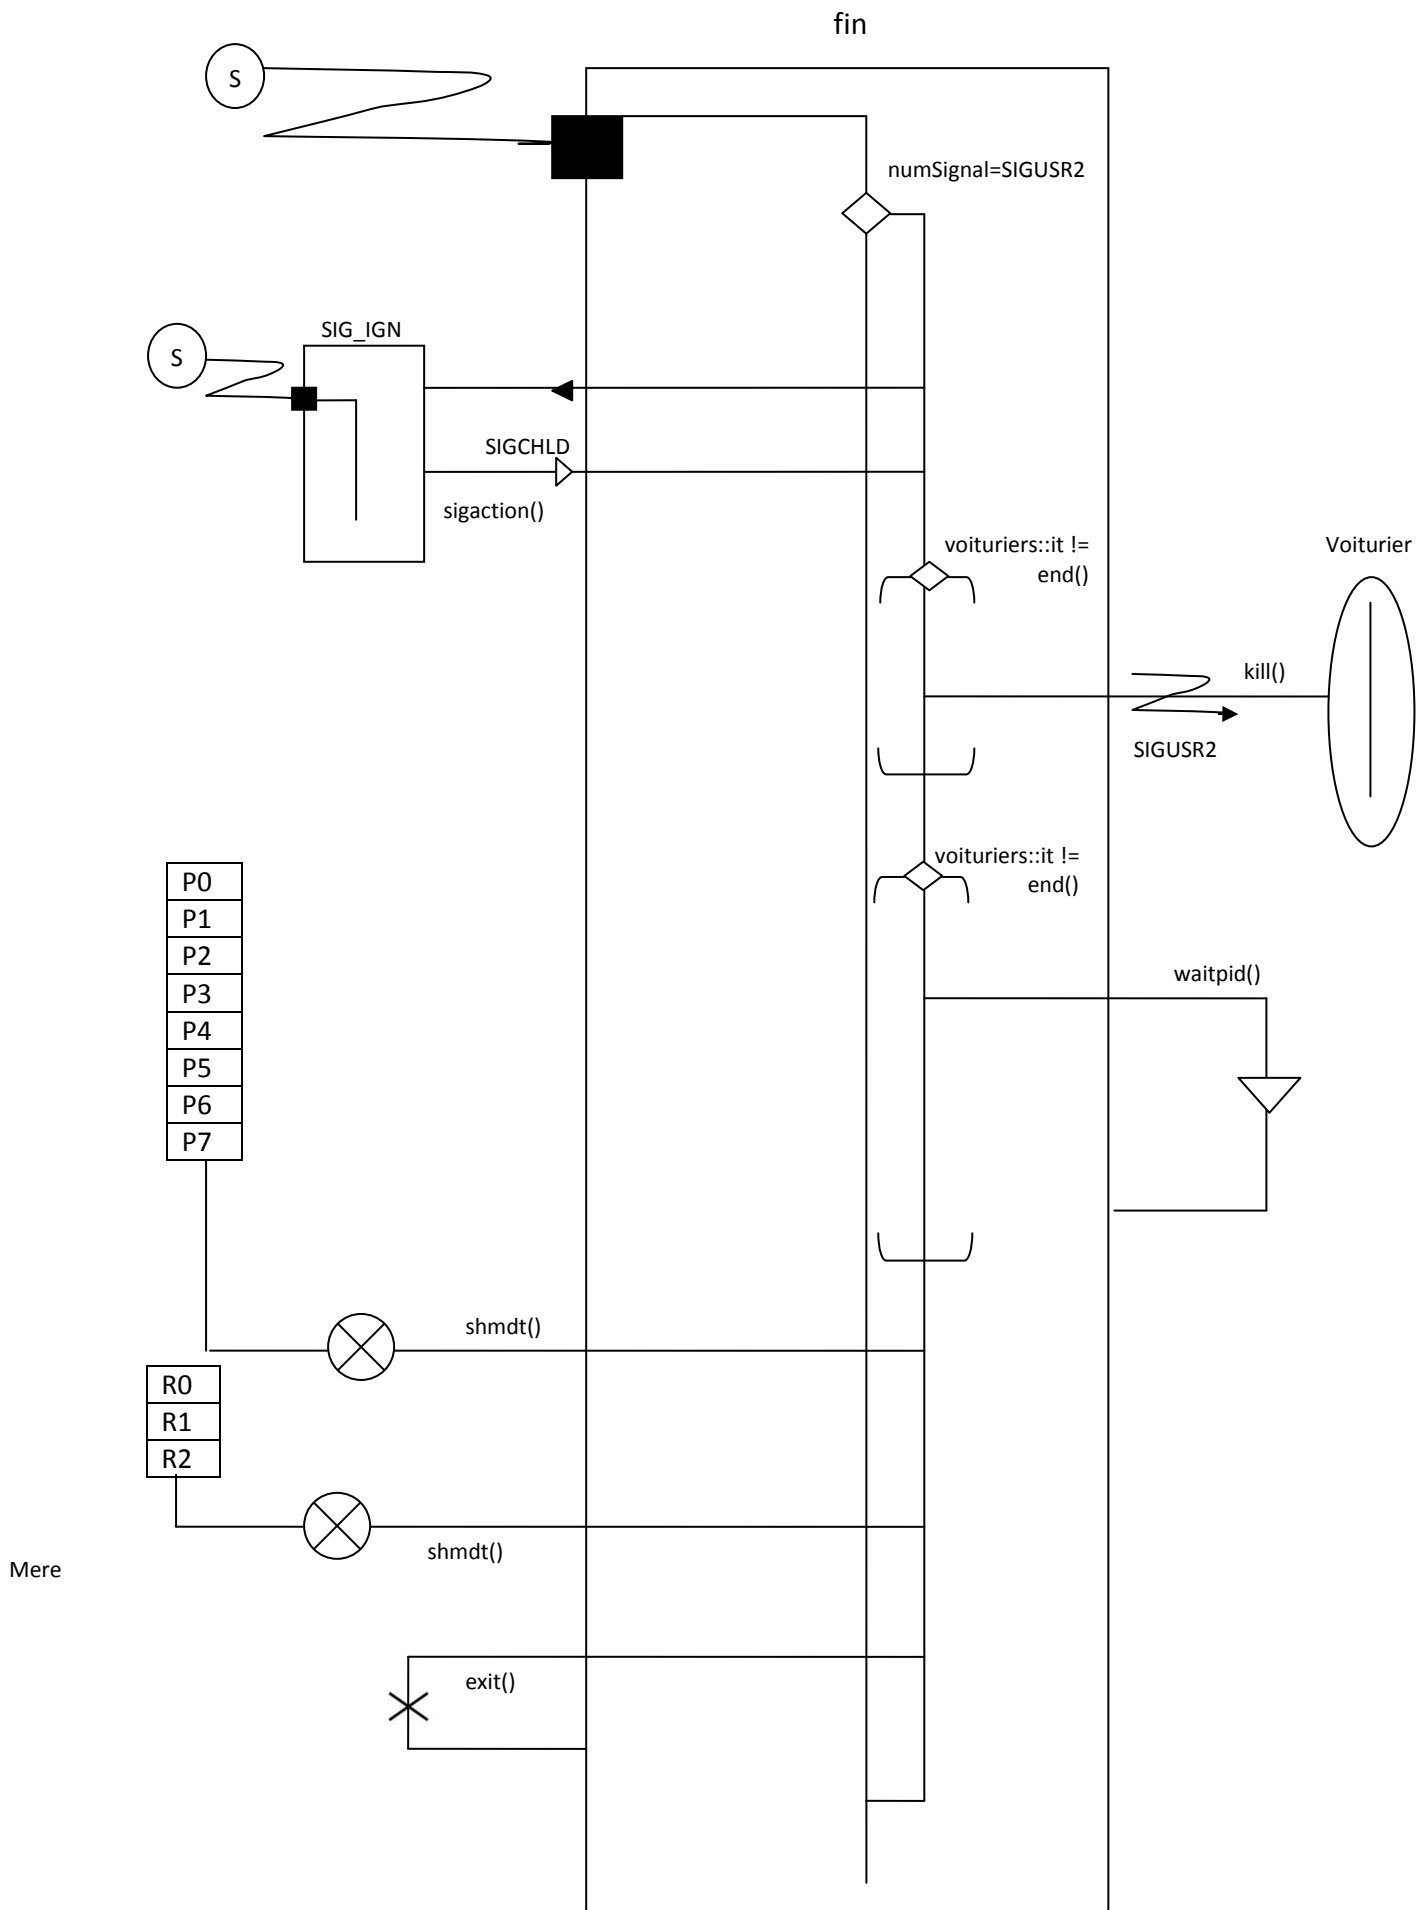 fin
S
numSignal=SIGUSR2
S
SIG_IGN
SIGCHLD
sigaction()
voituriers::it !=
end()
Voiturier
kill()
SIGUSR2
voituriers::it !=
end()
P0
P1
P2
P3
P4
P5
P6
P7
waitpid()
shmdt()
R0
R1
R2
shmdt()
Mere
exit()